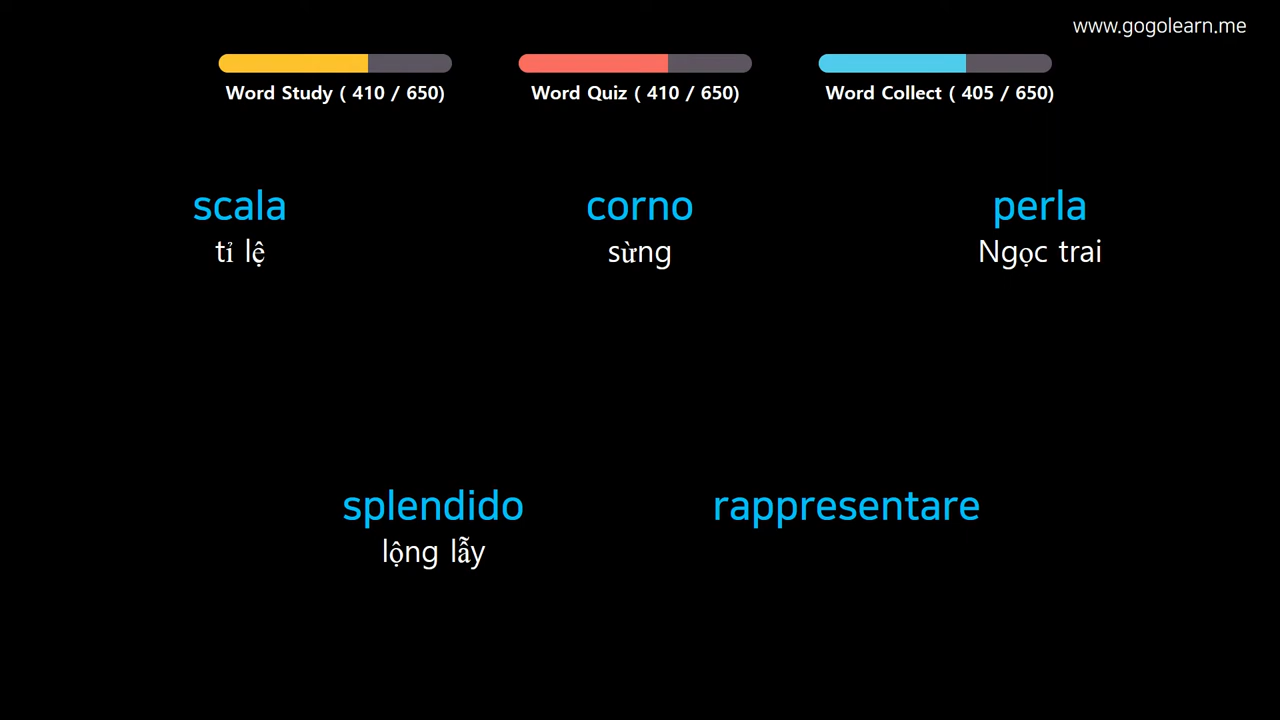 www.gogolearn.me
Word Study ( 410 / 650)
Word Quiz ( 410 / 650)
Word Collect ( 405 / 650)
scala
tỉ lệ
corno
sừng
perla
Ngọc trai
splendido
lộng lẫy
rappresentare